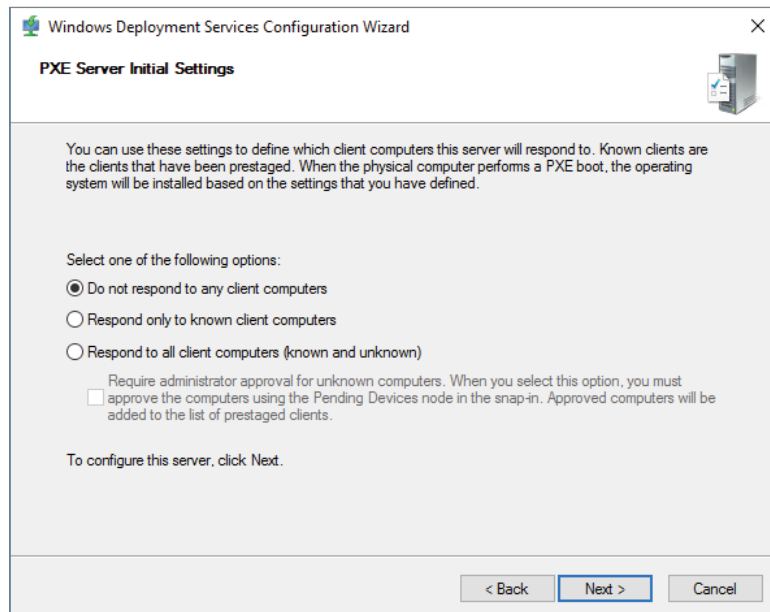 Windows Deployment Services Configuration Wizard
PXE Server Initial Settings
You can use these settings to define which client computers this server will respond to. Known clients are
the clients that have been prestaged. When the physical computer performs a PXE boot, the operating
system will be installed based on the settings that you have defined.
Select one of the following options:
Do not respond to any client computers
Respond only to known client computers
Respond to all client computers (known and unknown)
Require administrator approval for unknown computers. When you select this option, you must
approve the computers using the Pending Devices node in the snap-in. Approved computers will be
added to the list of prestaged clients.
To configure this server, click Next.
< Back Next > Cancel